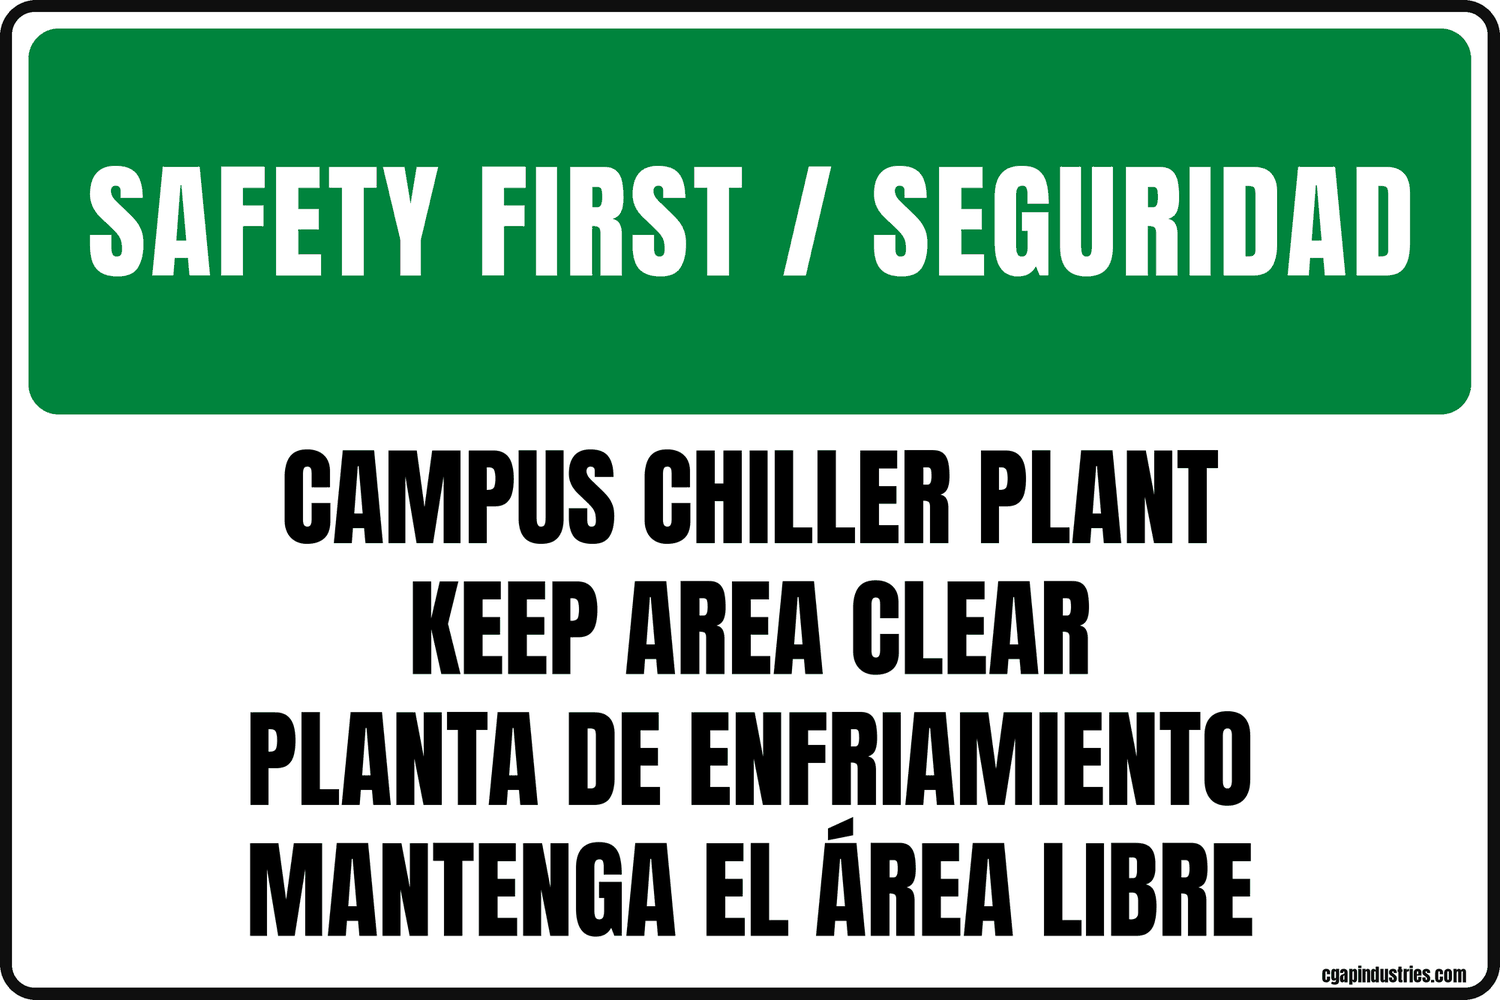 SAFETY FIRST / SEGURIDAD
CAMPUS CHILLER PLANT
KEEP AREA CLEAR
PLANTA DE ENFRIAMIENTO
MANTENGA EL ÁREA LIBRE
cgapindustries.com